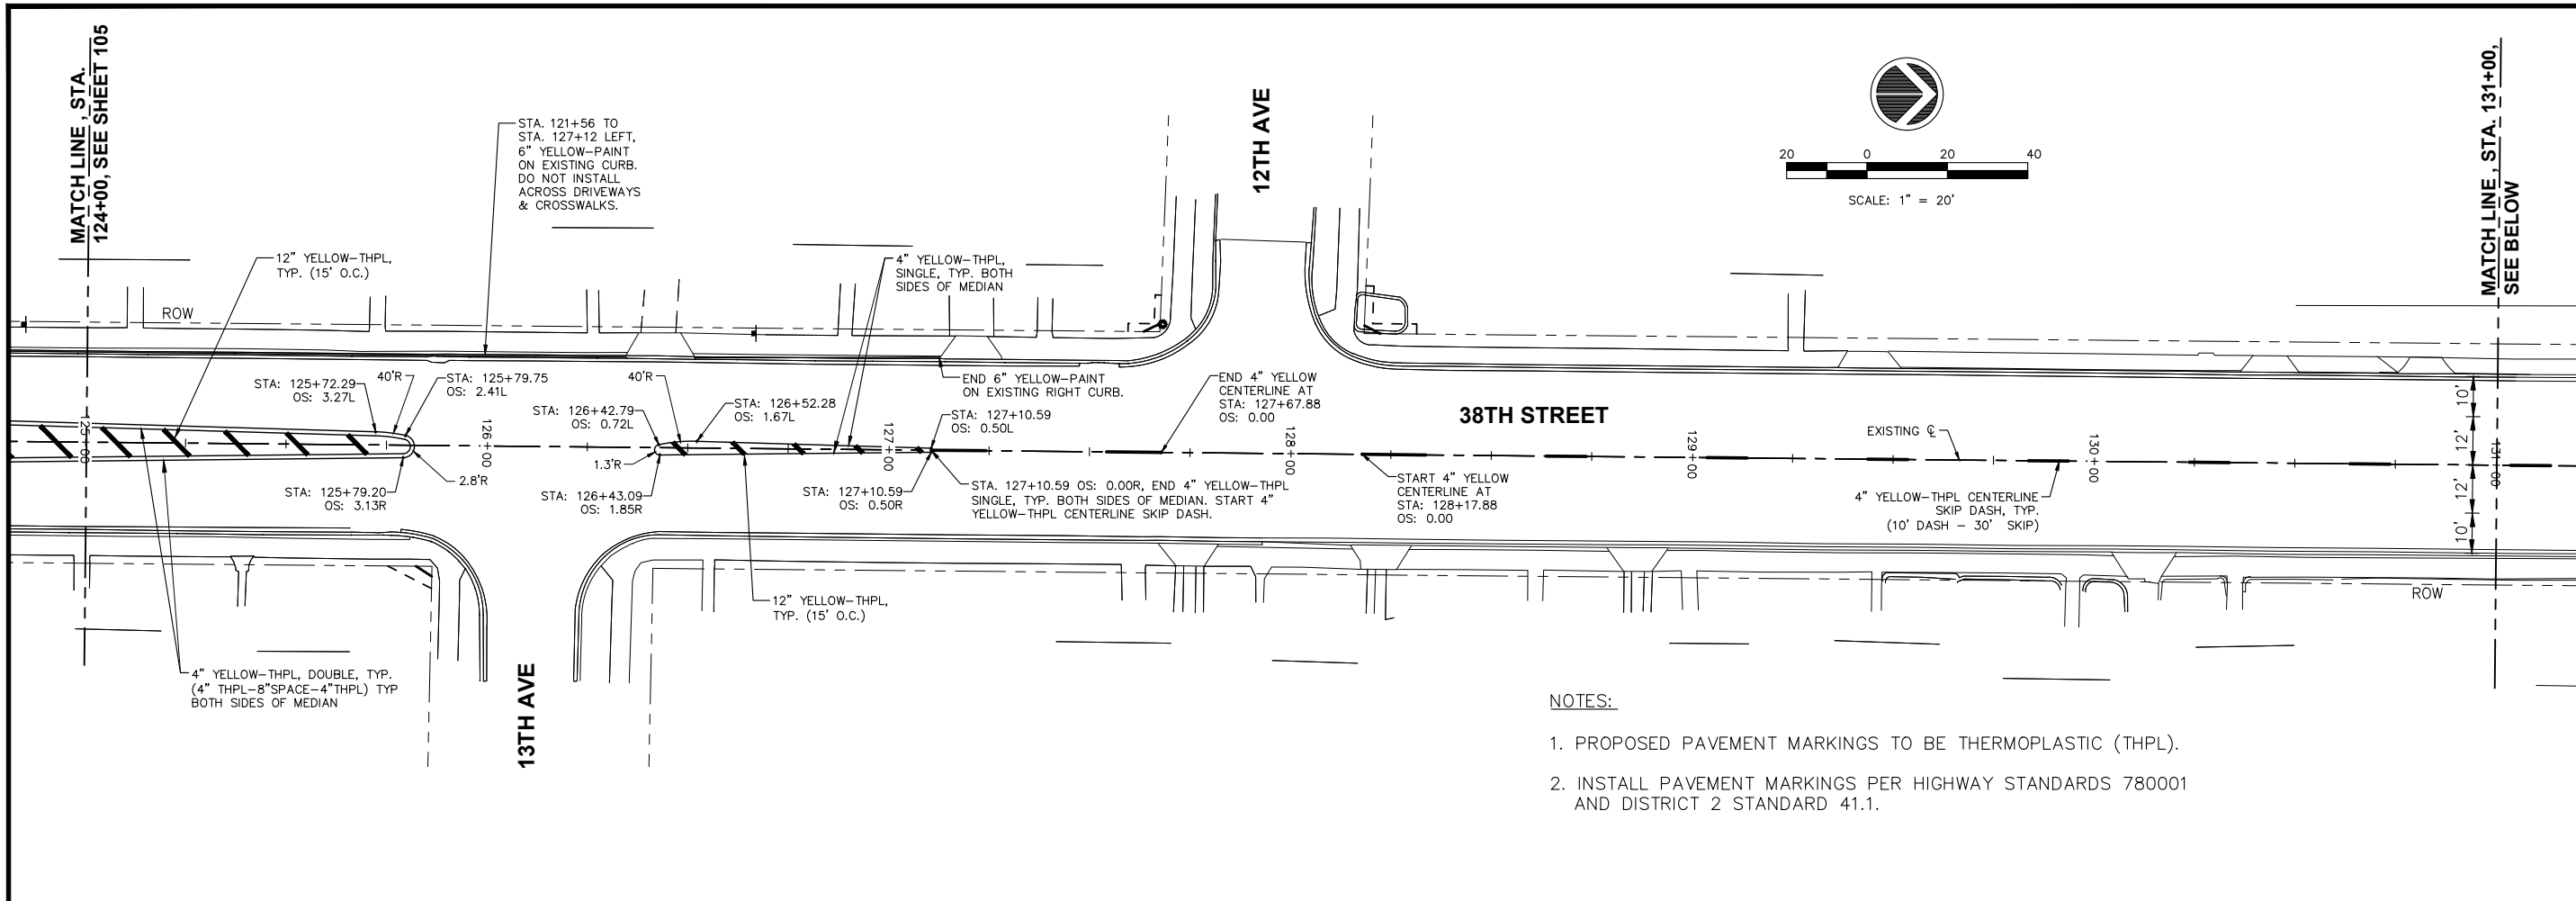 MATCH LINE , STA.
124+00, SEE SHEET 105
STA. 121+56 TO
STA. 127+12 LEFT,
6" YELLOW-PAINT
ON EXISTING CURB.
DO NOT INSTALL
ACROSS DRIVEWAYS
& CROSSWALKS.
12" YELLOW-THPL,
TYP. (15' O.C.)
4" YELLOW-THPL,
SINGLE, TYP. BOTH
SIDES OF MEDIAN
12TH AVE
20 0 20 40
SCALE: 1" = 20'
MATCH LINE , STA. 131+00,
SEE BELOW
ROW
STA: 125+72.29
OS: 3.27L
40'R
STA: 125+79.75
OS: 2.41L
STA: 126+42.79
OS: 0.72L
40'R
STA: 126+52.28
OS: 1.67L
END 6" YELLOW-PAINT
ON EXISTING RIGHT CURB.
STA: 127+10.59
OS: 0.50L
END 4" YELLOW
CENTERLINE AT
STA: 127+67.88
OS: 0.00
38TH STREET
EXISTING ℄
10'
12'
12'
10'
125+00
126+00
127+00
128+00
129+00
130+00
131+00
2.8'R
1.3'R
STA: 125+79.20
OS: 3.13R
STA: 126+43.09
OS: 1.85R
STA: 127+10.59
OS: 0.50R
STA. 127+10.59 OS: 0.00R, END 4" YELLOW-THPL
SINGLE, TYP. BOTH SIDES OF MEDIAN. START 4"
YELLOW-THPL CENTERLINE SKIP DASH.
START 4" YELLOW
CENTERLINE AT
STA: 128+17.88
OS: 0.00
4" YELLOW-THPL CENTERLINE
SKIP DASH, TYP.
(10' DASH - 30' SKIP)
12" YELLOW-THPL,
TYP. (15' O.C.)
ROW
4" YELLOW-THPL, DOUBLE, TYP.
(4" THPL-8"SPACE-4"THPL) TYP
BOTH SIDES OF MEDIAN
13TH AVE
NOTES:
1. PROPOSED PAVEMENT MARKINGS TO BE THERMOPLASTIC (THPL).
2. INSTALL PAVEMENT MARKINGS PER HIGHWAY STANDARDS 780001
AND DISTRICT 2 STANDARD 41.1.